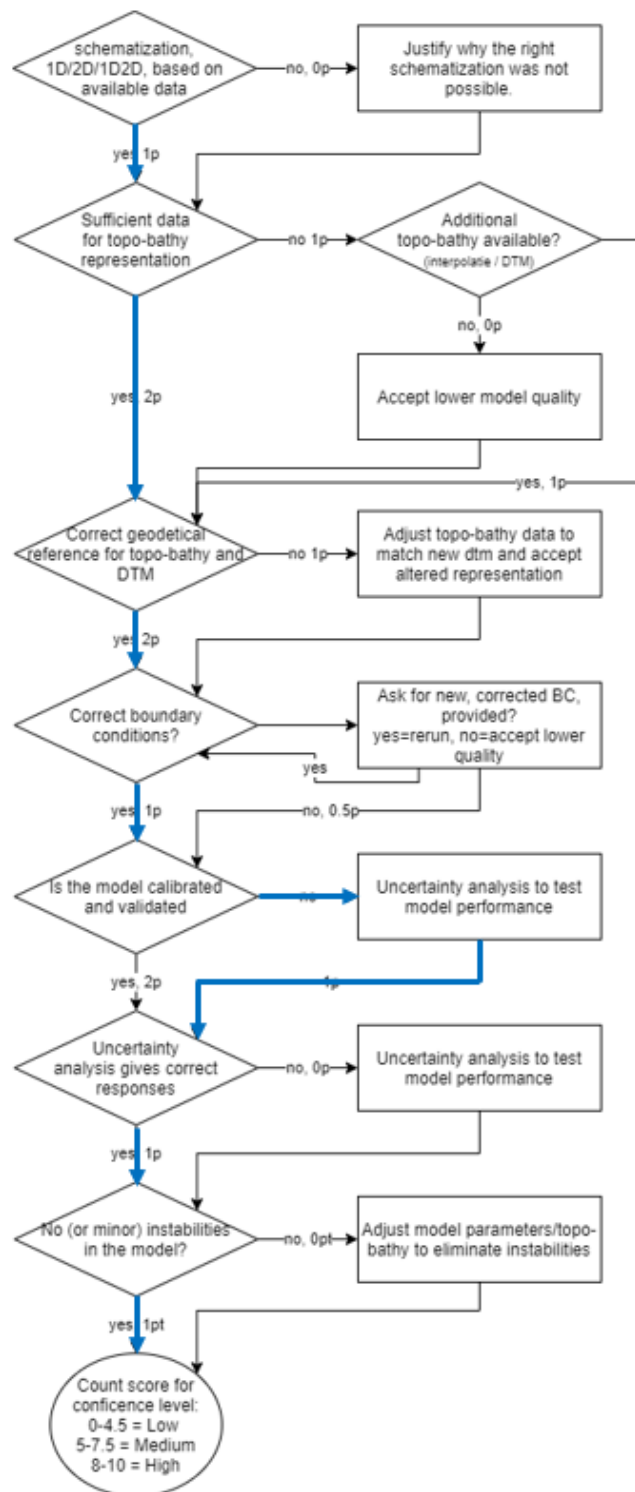 schematization,
1D/2D/1D2D, based on
available data
no, 0p
Justify why the right
schematization was not
possible.
yes 1p
Sufficient data
for topo-bathy
representation
no 1p
Additional
topo-bathy available?
(interpolatie / DTM)
no, 0p
yes, 2p
Accept lower model quality
yes, 1p
Correct geodetical
reference for topo-bathy and
DTM
no 1p
Adjust topo-bathy data to
match new dtm and accept
altered representation
yes 2p
Correct boundary
conditions?
Ask for new, corrected BC,
provided?
yes=rerun, no=accept lower
quality
yes
yes, 1p
no, 0.5p
Is the model calibrated
and validated
no
Uncertainty analysis to test
model performance
yes, 2p
1p
Uncertainty
analysis gives correct
responses
no, 0p
Uncertainty analysis to test
model performance
yes, 1p
No (or minor) instabilities
in the model?
no, 0pt
Adjust model parameters/topo-
bathy to eliminate instabilities
yes, 1pt
Count score for
conficence level:
0-4.5 = Low
5-7.5 = Medium
8-10 = High